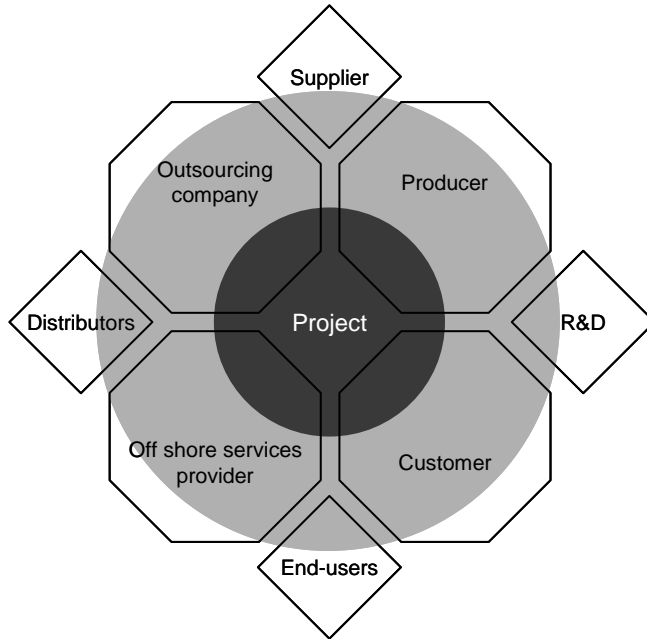 Supplier
Outsourcing
company
Producer
Distributors
Project
R&D
Off shore services
provider
Customer
End-users